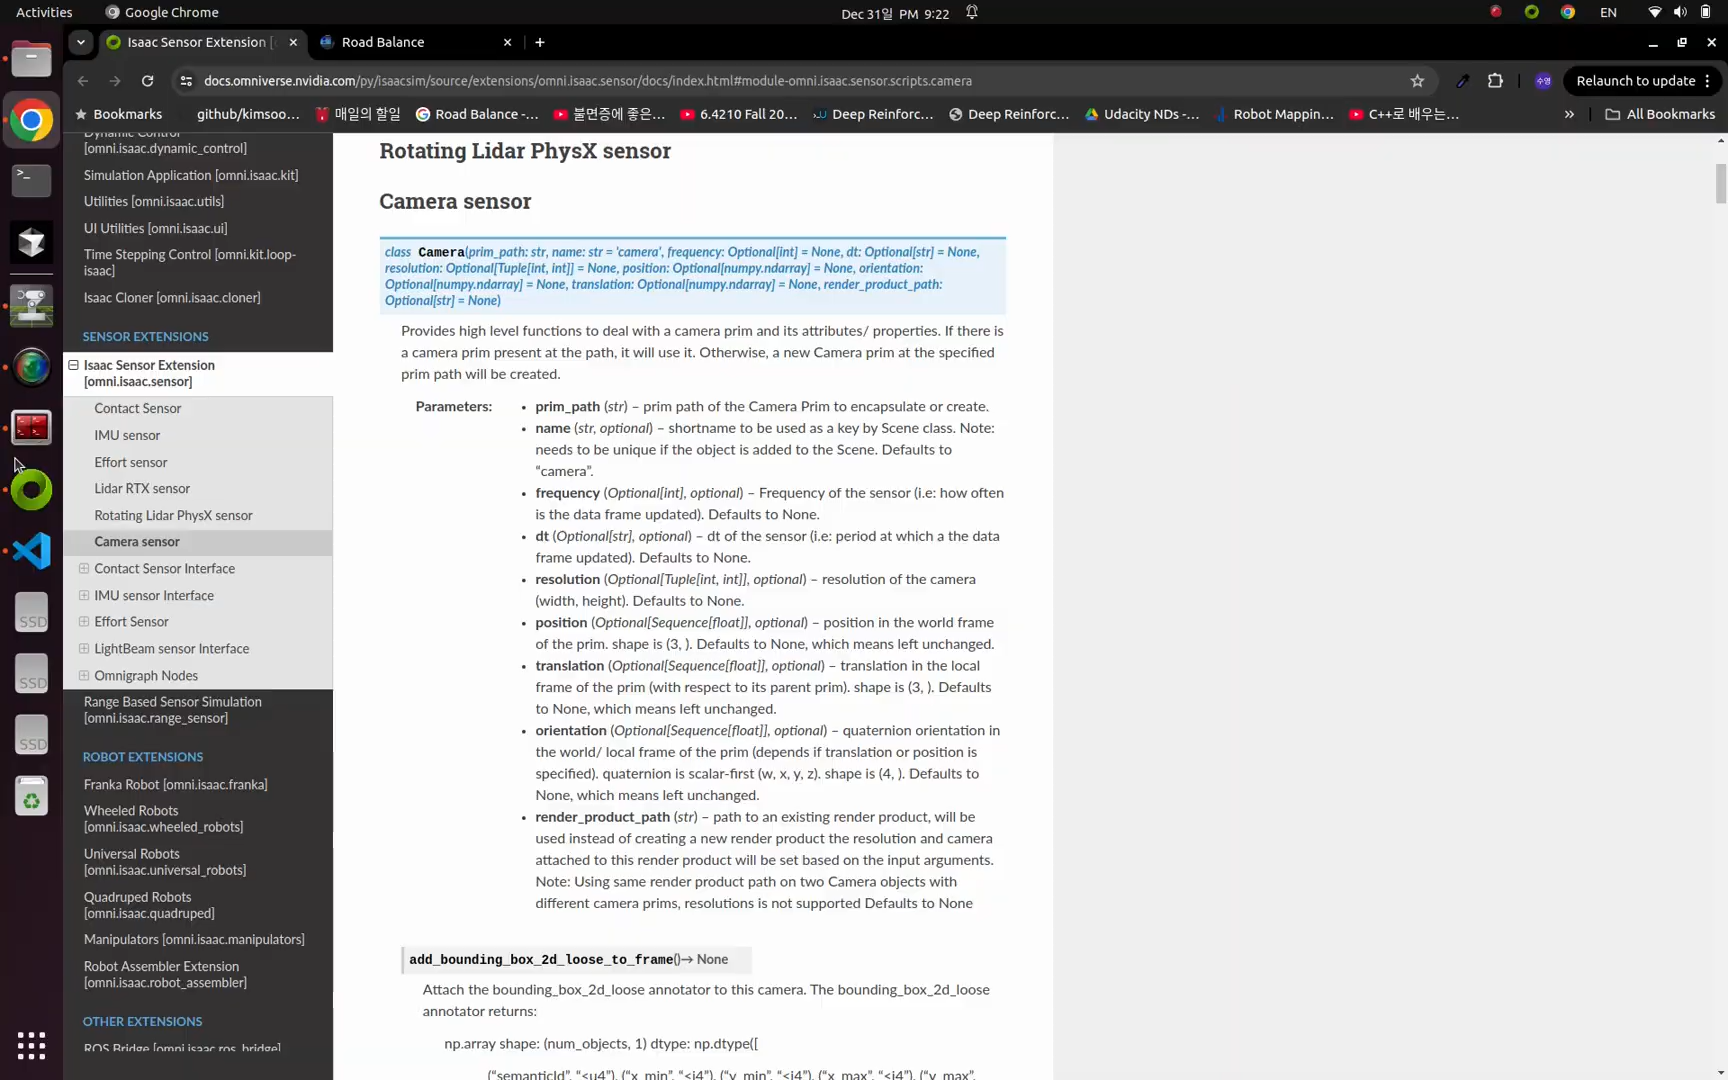 Activities
Google Chrome
Dec 31일 PM 9:22
EN
Isaac Sensor Extension [
Road Balance
docs.omniverse.nvidia.com/py/isaacsim/source/extensions/omni.isaac.sensor/docs/index.html#module-omni.isaac.sensor.scripts.camera
수영
Relaunch to update
Bookmarks
github/kimsoo...
매일의 할일
Road Balance -...
불면증에 좋은...
6.4210 Fall 20...
Deep Reinforc...
Deep Reinforc...
Udacity NDs -...
Robot Mappin...
C++로 배우는...
All Bookmarks
Dynamic Control
[omni.isaac.dynamic_control]
Simulation Application [omni.isaac.kit]
Utilities [omni.isaac.utils]
UI Utilities [omni.isaac.ui]
Time Stepping Control [omni.kit.loop-
isaac]
Isaac Cloner [omni.isaac.cloner]
SENSOR EXTENSIONS
Isaac Sensor Extension
[omni.isaac.sensor]
Contact Sensor
IMU sensor
Effort sensor
Lidar RTX sensor
Rotating Lidar PhysX sensor
Camera sensor
Contact Sensor Interface
IMU sensor Interface
Effort Sensor
LightBeam sensor Interface
Omnigraph Nodes
Range Based Sensor Simulation
[omni.isaac.range_sensor]
ROBOT EXTENSIONS
Franka Robot [omni.isaac.franka]
Wheeled Robots
[omni.isaac.wheeled_robots]
Universal Robots
[omni.isaac.universal_robots]
Quadruped Robots
[omni.isaac.quadruped]
Manipulators [omni.isaac.manipulators]
Robot Assembler Extension
[omni.isaac.robot_assembler]
OTHER EXTENSIONS
ROS Bridge [omni.isaac.ros_bridge]
SSD
SSD
SSD
Rotating Lidar PhysX sensor
Camera sensor
class Camera(prim_path: str, name: str = 'camera', frequency: Optional[int] = None, dt: Optional[str] = None,
resolution: Optional[Tuple[int, int]] = None, position: Optional[numpy.ndarray] = None, orientation:
Optional[numpy.ndarray] = None, translation: Optional[numpy.ndarray] = None, render_product_path:
Optional[str] = None)
Provides high level functions to deal with a camera prim and its attributes/ properties. If there is
a camera prim present at the path, it will use it. Otherwise, a new Camera prim at the specified
prim path will be created.
Parameters:
• prim_path (str) – prim path of the Camera Prim to encapsulate or create.
• name (str, optional) – shortname to be used as a key by Scene class. Note:
needs to be unique if the object is added to the Scene. Defaults to
“camera”.
• frequency (Optional[int], optional) – Frequency of the sensor (i.e: how often
is the data frame updated). Defaults to None.
• dt (Optional[str], optional) – dt of the sensor (i.e: period at which a the data
frame updated). Defaults to None.
• resolution (Optional[Tuple[int, int]], optional) – resolution of the camera
(width, height). Defaults to None.
• position (Optional[Sequence[float]], optional) – position in the world frame
of the prim. shape is (3, ). Defaults to None, which means left unchanged.
• translation (Optional[Sequence[float]], optional) – translation in the local
frame of the prim (with respect to its parent prim). shape is (3, ). Defaults
to None, which means left unchanged.
• orientation (Optional[Sequence[float]], optional) – quaternion orientation in
the world/ local frame of the prim (depends if translation or position is
specified). quaternion is scalar-first (w, x, y, z). shape is (4, ). Defaults to
None, which means left unchanged.
• render_product_path (str) – path to an existing render product, will be
used instead of creating a new render product the resolution and camera
attached to this render product will be set based on the input arguments.
Note: Using same render product path on two Camera objects with
different camera prims, resolutions is not supported Defaults to None
add_bounding_box_2d_loose_to_frame()→ None
Attach the bounding_box_2d_loose annotator to this camera. The bounding_box_2d_loose
annotator returns:
np.array shape: (num_objects, 1) dtype: np.dtype([
(“semanticId”, “<u4”), (“x_min”, “<i4”), (“y_min”, “<i4”), (“x_max”, “<i4”), (“y_max”,